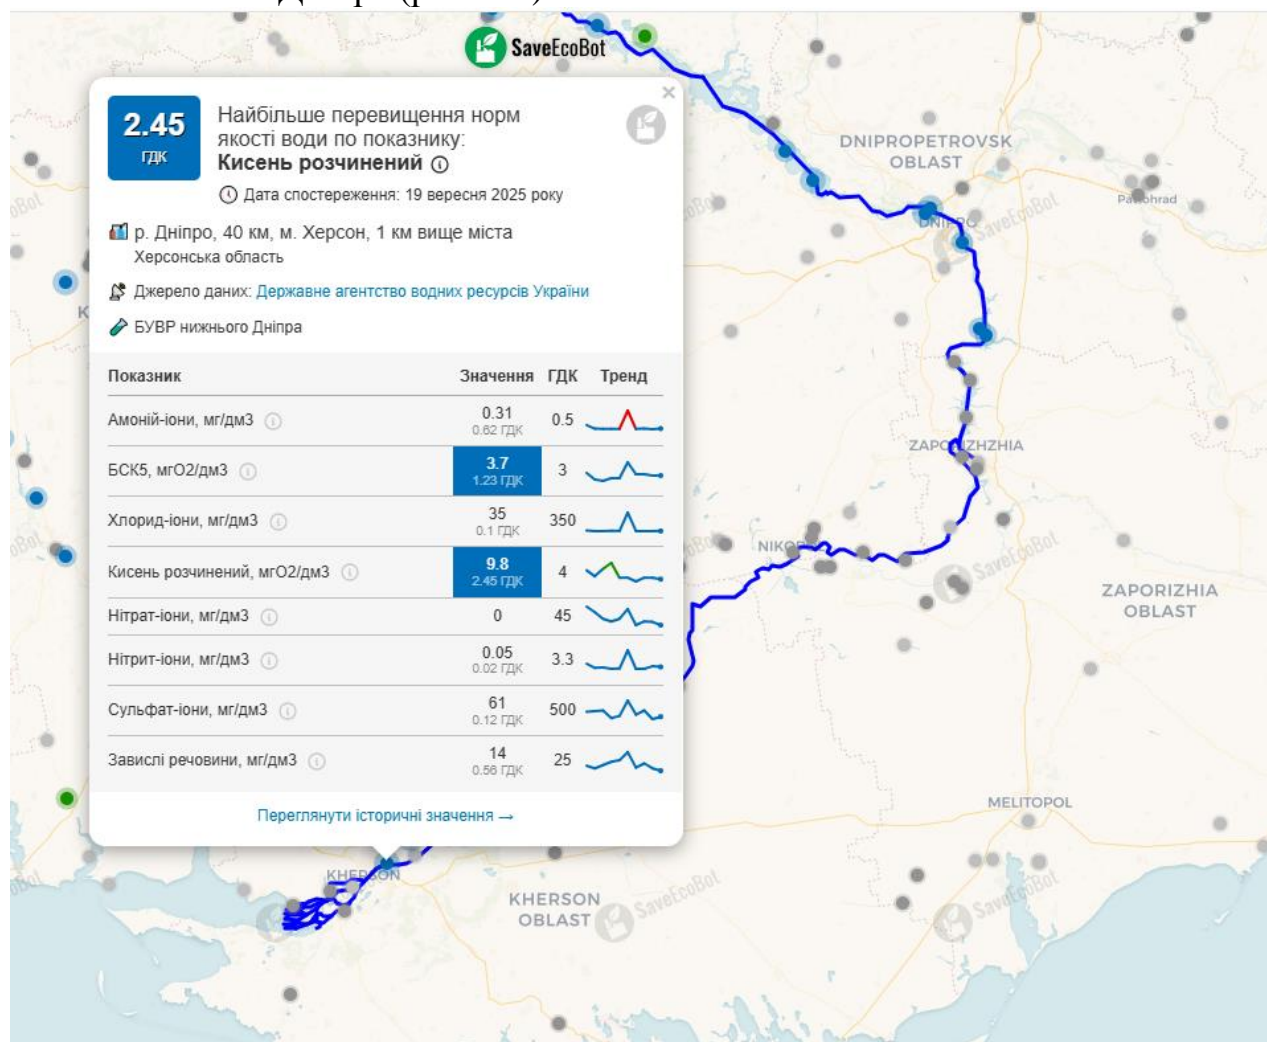 SaveEcoBot
2.45
ГДК
Найбільше перевищення норм
якості води по показнику:
Кисень розчинений
Дата спостереження: 19 вересня 2025 року
р. Дніпро, 40 км, м. Херсон, 1 км вище міста
Херсонська область
Джерело даних: Державне агентство водних ресурсів України
БУВР нижнього Дніпра
Показник Значення ГДК Тренд
Амоній-іони, мг/дм3 0.31 0.5
0.62 ГДК
БСК5, мгО2/дм3 3.7 3
1.23 ГДК
Хлорид-іони, мг/дм3 35 350
0.1 ГДК
Кисень розчинений, мгО2/дм3 9.8 4
2.45 ГДК
Нітрат-іони, мг/дм3 0 45
Нітрит-іони, мг/дм3 0.05 3.3
0.02 ГДК
Сульфат-іони, мг/дм3 61 500
0.12 ГДК
Завислі речовини, мг/дм3 14 25
0.56 ГДК
Переглянути історичні значення →
DNIPROPETROVSK
OBLAST
DNIPRO
ZAPORIZHZHIA
ZAPORIZHIA
OBLAST
MELITOPOL
KHERSON
KHERSON
OBLAST
SaveEcoBot
SaveEcoBot
SaveEcoBot
SaveEcoBot